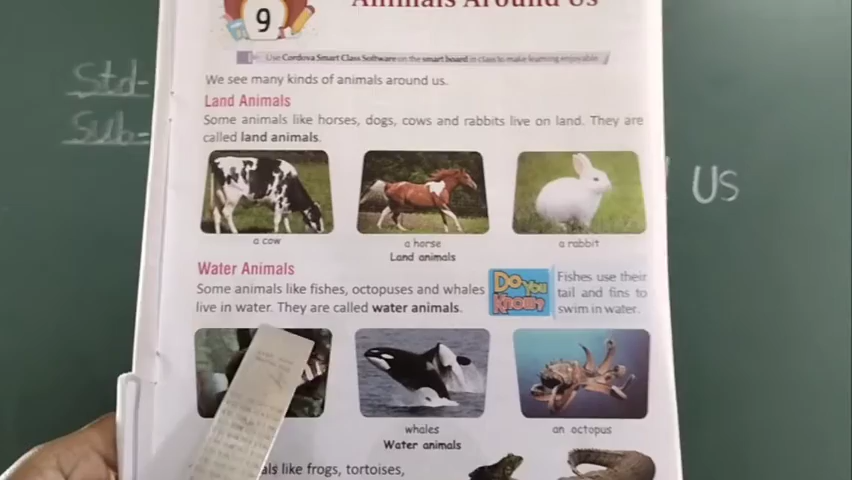 Animals Around Us
9
Use Cordova Smart Class Software on the smart board in class to make learning enjoyable
We see many kinds of animals around us.
Land Animals
Some animals like horses, dogs, cows and rabbits live on land. They are
called land animals.
a cow
a horse
a rabbit
Land animals
Water Animals
Some animals like fishes, octopuses and whales
live in water. They are called water animals.
Do You
Know?
Fishes use their
tail and fins to
swim in water.
whales
an octopus
Water animals
like frogs, tortoises,
Std-
Sub-
US